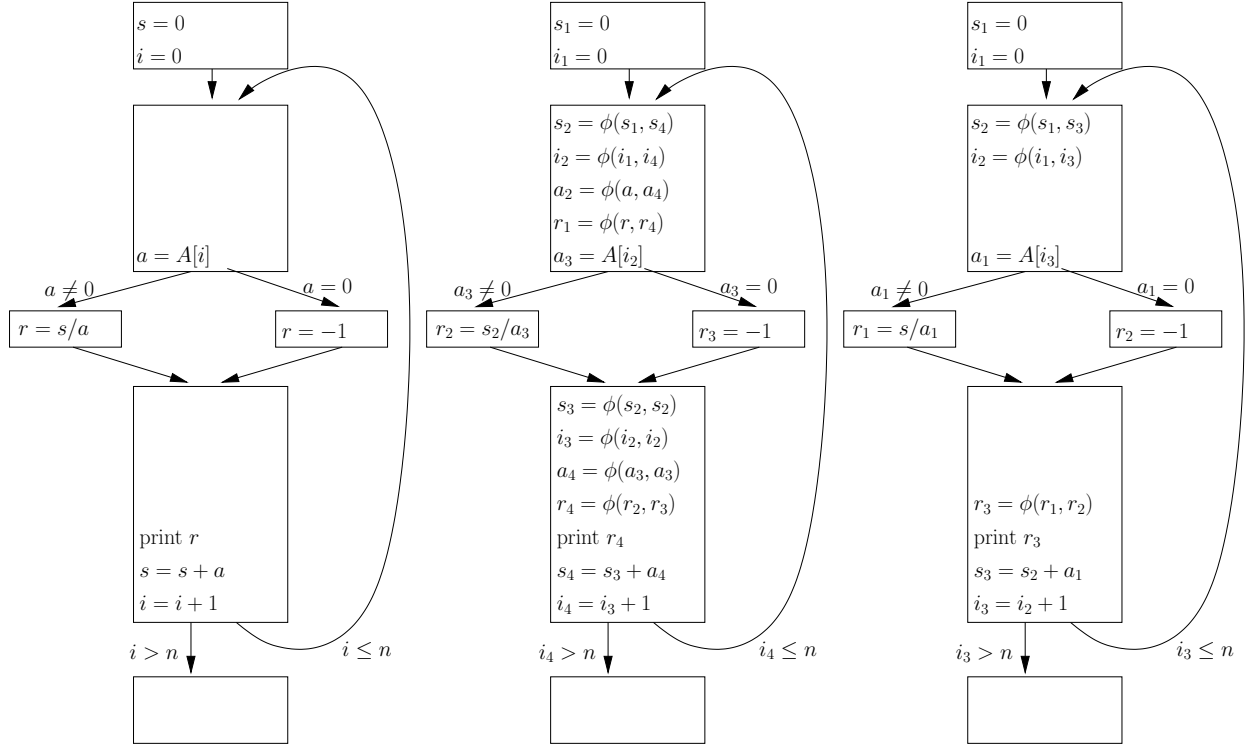 s = 0
i = 0
a = A[i]
a ≠ 0
a = 0
r = s/a
r = −1
print r
s = s + a
i = i + 1
i > n
i ≤ n
s₁ = 0
i₁ = 0
s₂ = ϕ(s₁, s₄)
i₂ = ϕ(i₁, i₄)
a₂ = ϕ(a, a₄)
r₁ = ϕ(r, r₄)
a₃ = A[i₂]
a₃ ≠ 0
a₃ = 0
r₂ = s₂/a₃
r₃ = −1
s₃ = ϕ(s₂, s₂)
i₃ = ϕ(i₂, i₂)
a₄ = ϕ(a₃, a₃)
r₄ = ϕ(r₂, r₃)
print r₄
s₄ = s₃ + a₄
i₄ = i₃ + 1
i₄ > n
i₄ ≤ n
s₁ = 0
i₁ = 0
s₂ = ϕ(s₁, s₃)
i₂ = ϕ(i₁, i₃)
a₁ = A[i₃]
a₁ ≠ 0
a₁ = 0
r₁ = s/a₁
r₂ = −1
r₃ = ϕ(r₁, r₂)
print r₃
s₃ = s₂ + a₁
i₃ = i₂ + 1
i₃ > n
i₃ ≤ n